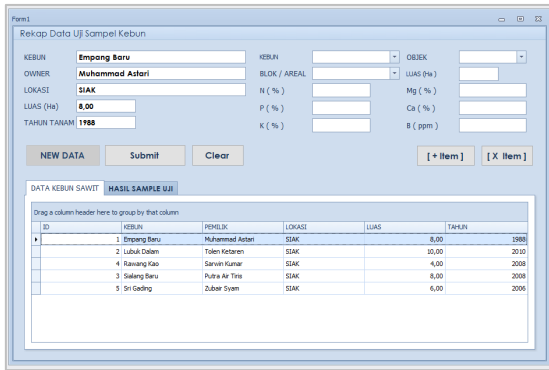 Form1
Rekap Data Uji Sampel Kebun
KEBUN Empang Baru KEBUN OBJEK
OWNER Muhammad Astari BLOK / AREAL LUAS (Ha )
LOKASI SIAK N ( % ) Mg ( % )
LUAS (Ha) 8,00 P ( % ) Ca ( % )
TAHUN TANAM 1988 K ( % ) B ( ppm )
NEW DATA Submit Clear [ + Item ] [ X Item ]
DATA KEBUN SAWIT HASIL SAMPLE UJI
Drag a column header here to group by that column
ID KEBUN PEMILIK LOKASI LUAS TAHUN
1 Empang Baru Muhammad Astari SIAK 8,00 1988
2 Lubuk Dalam Tolen Ketaren SIAK 10,00 2010
4 Rawang Kao Sarwin Kumar SIAK 4,00 2008
3 Sialang Baru Putra Air Tiris SIAK 8,00 2008
5 Sri Gading Zubair Syam SIAK 6,00 2006